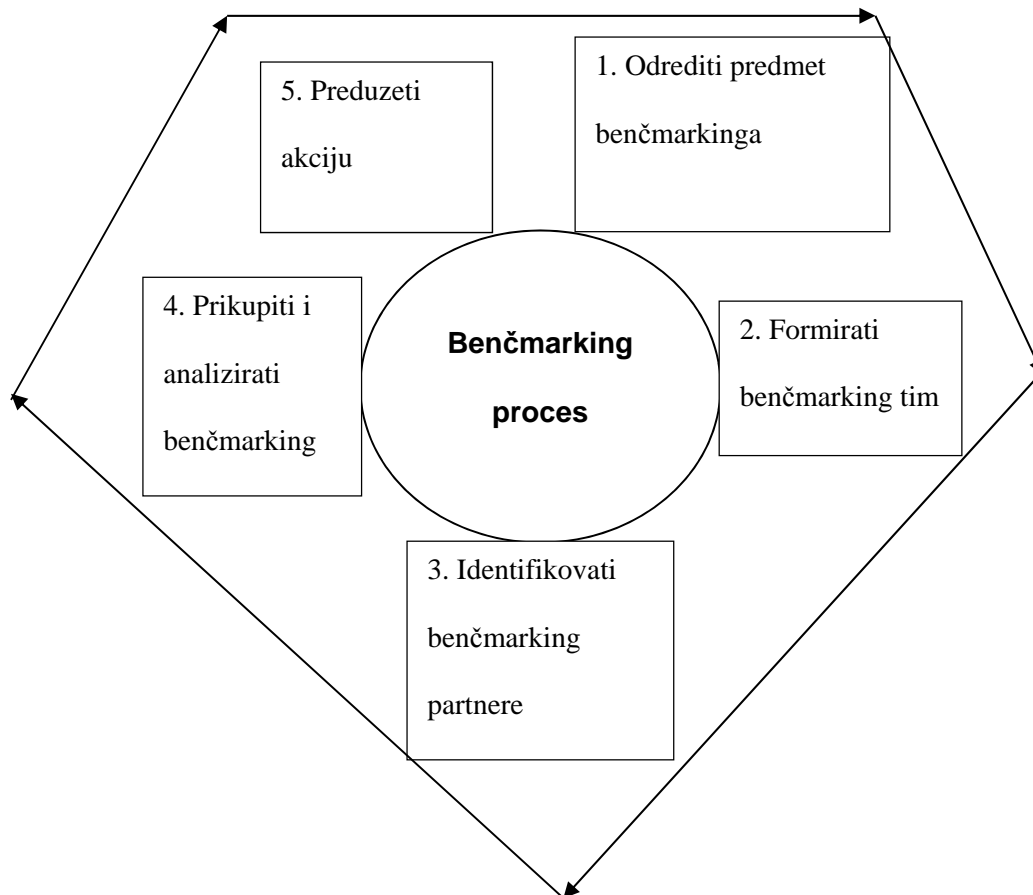 1. Odrediti predmet
benčmarkinga
2. Formirati
benčmarking tim
3. Identifikovati
benčmarking
partnere
4. Prikupiti i
analizirati
benčmarking
5. Preduzeti
akciju
Benčmarking
proces